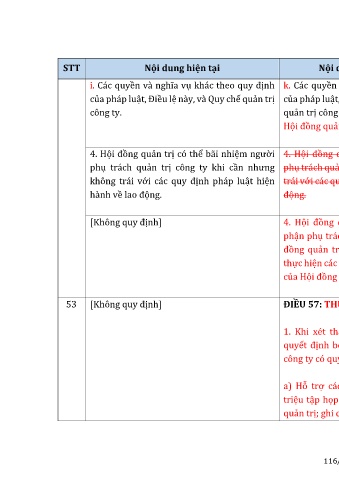 STT Nội dung hiện tại Nội
i. Các quyền và nghĩa vụ khác theo quy định
của pháp luật, Điều lệ này, và Quy chế quản trị
công ty.
k. Các quyền
của pháp luật,
quản trị công
Hội đồng quả
4. Hội đồng quản trị có thể bãi nhiệm người
phụ trách quản trị công ty khi cần nhưng
không trái với các quy định pháp luật hiện
hành về lao động.
4. Hội đồng
phụ trách quả
trái với các qu
động.
[Không quy định]
4. Hội đồng
phận phụ trá
đồng quản tr
thực hiện các
của Hội đồng
53 [Không quy định]
ĐIỀU 57: THƯ
1. Khi xét th
quyết định b
công ty có quy
a) Hỗ trợ cá
triệu tập họp
quản trị; ghi
116/